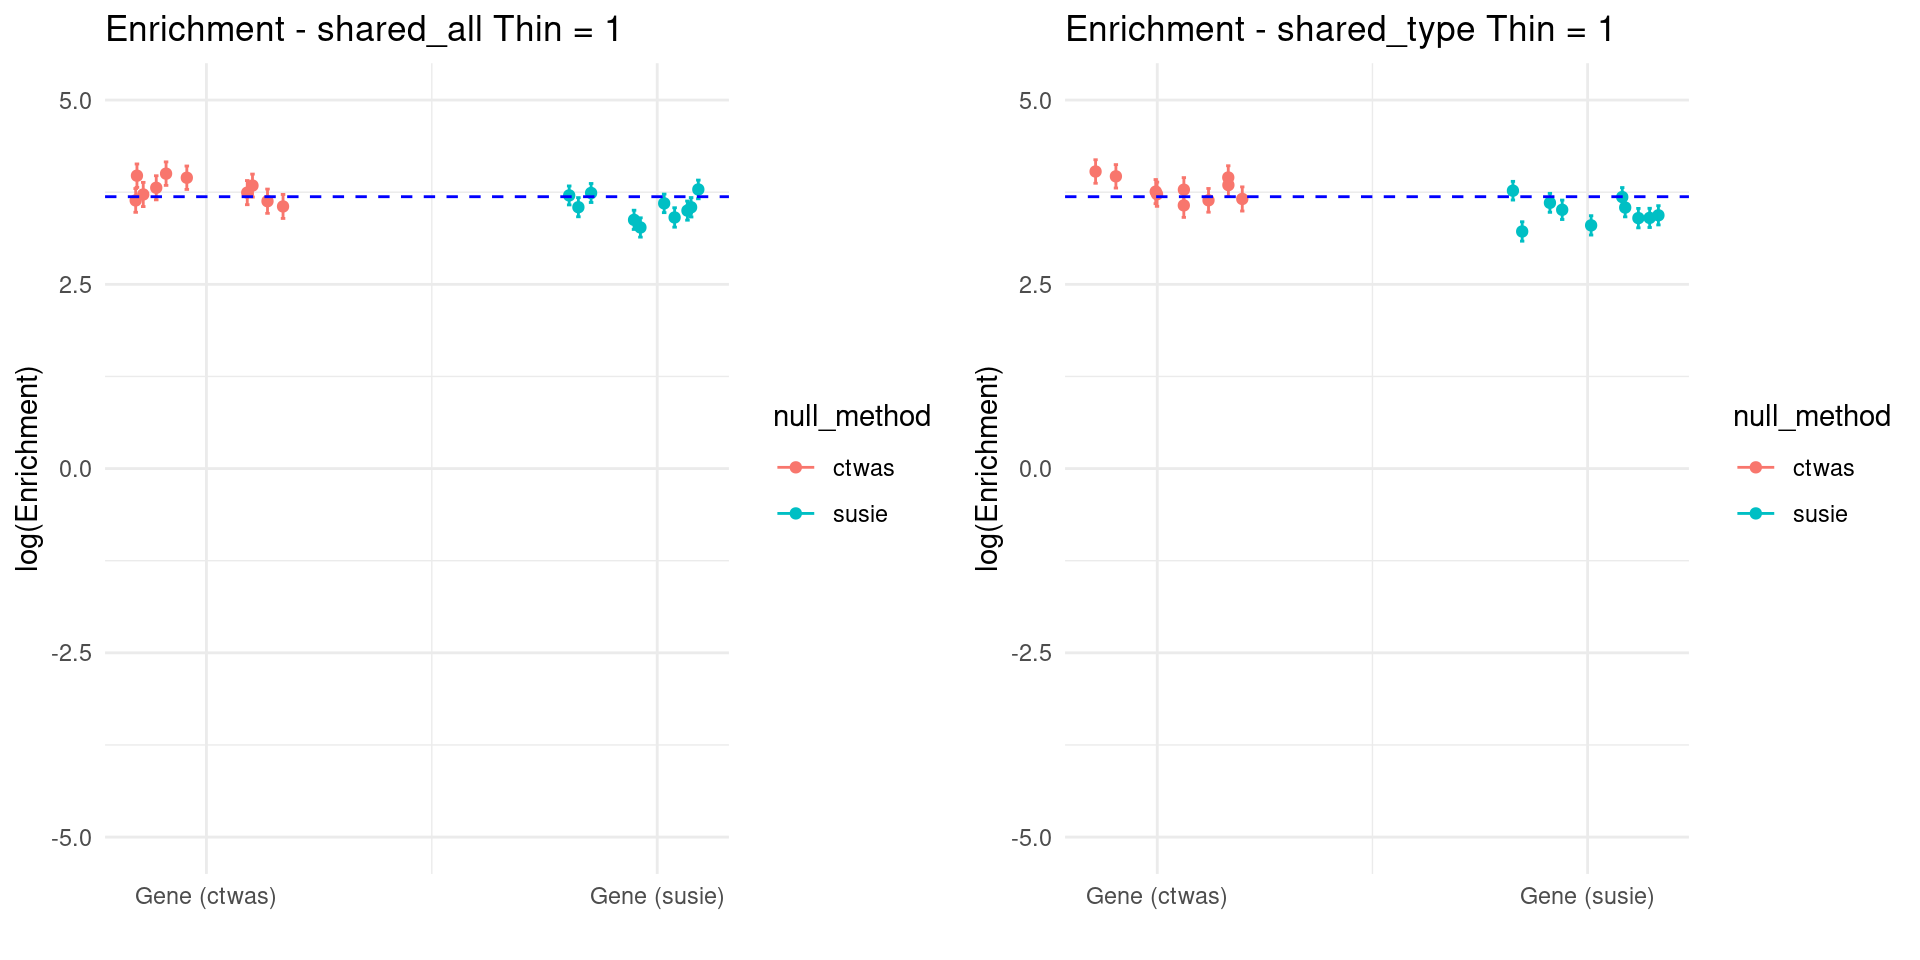 Enrichment - shared_all Thin = 1
5.0
2.5
0.0
-2.5
-5.0
log(Enrichment)
Gene (ctwas)
Gene (susie)
null_method
ctwas
susie
Enrichment - shared_type Thin = 1
5.0
2.5
0.0
-2.5
-5.0
log(Enrichment)
Gene (ctwas)
Gene (susie)
null_method
ctwas
susie